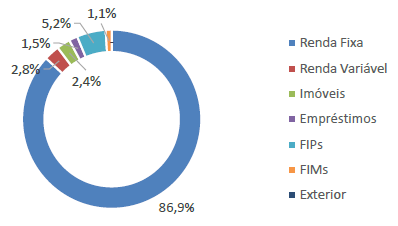 1,1%
5,2%
1,5%
2,8%
2,4%
86,9%
Renda Fixa
Renda Variável
Imóveis
Empréstimos
FIPs
FIMs
Exterior